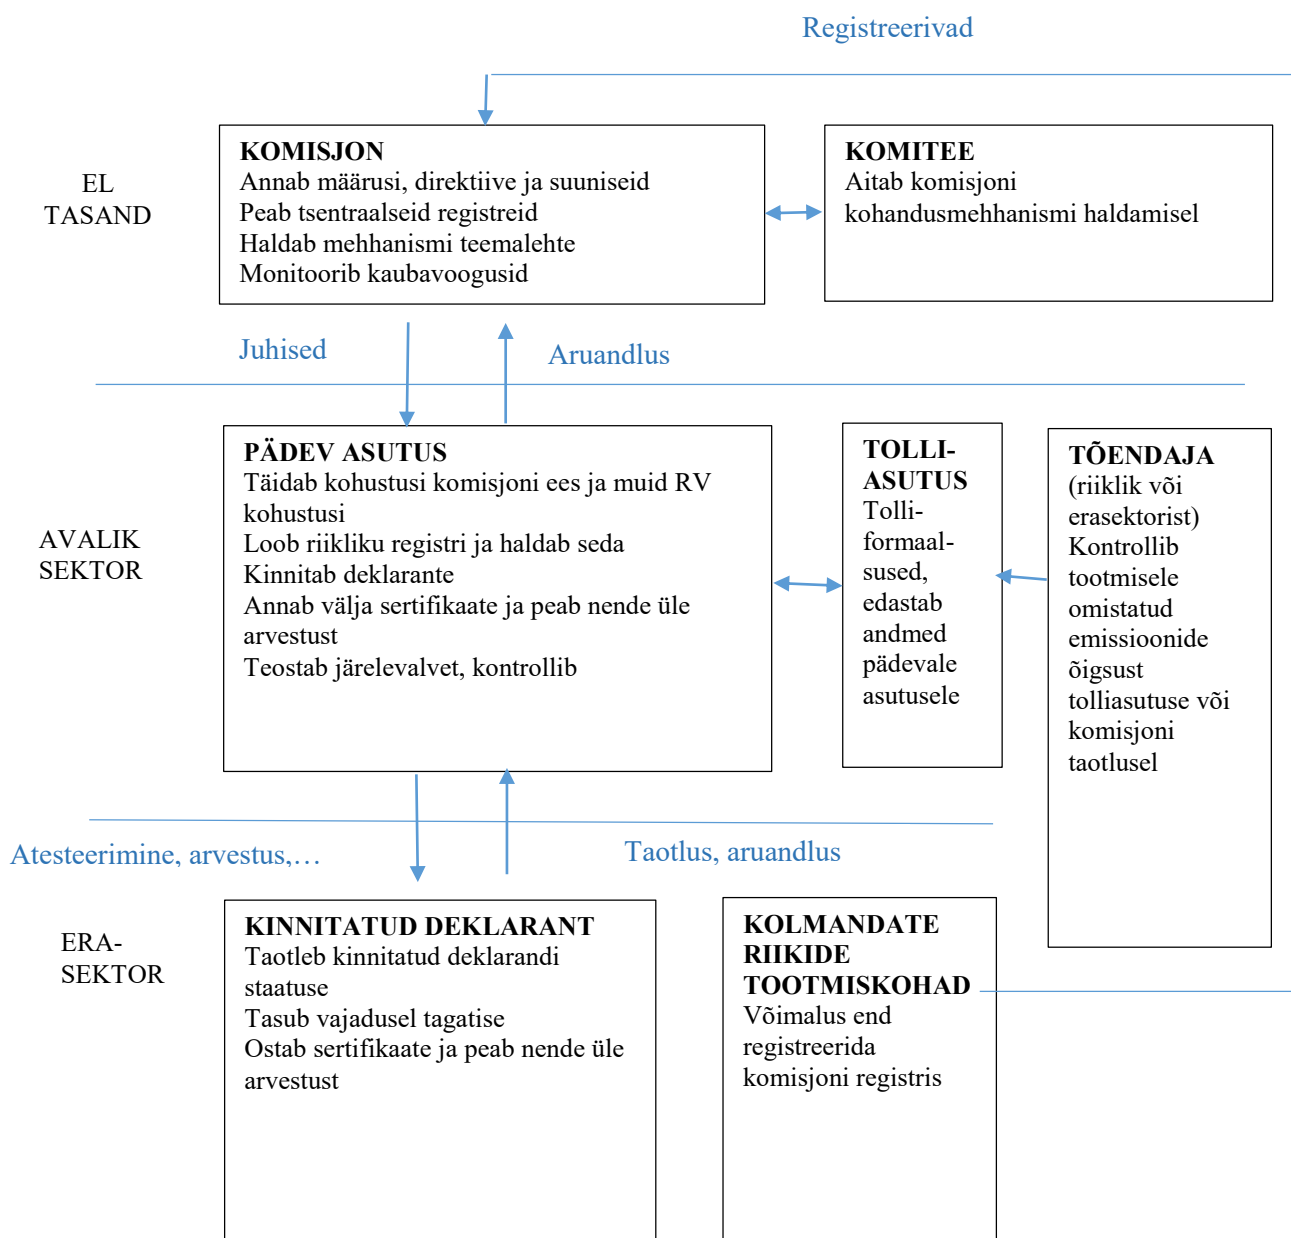 Registreerivad
EL
TASAND
KOMISJON
Annab määrusi, direktiive ja suuniseid
Peab tsentraalseid registreid
Haldab mehhanismi teemalehte
Monitoorib kaubavoogusid
KOMITEE
Aitab komisjoni
kohandusmehhanismi haldamisel
Juhised
Aruandlus
AVALIK
SEKTOR
PÄDEV ASUTUS
Täidab kohustusi komisjoni ees ja muid RV
kohustusi
Loob riikliku registri ja haldab seda
Kinnitab deklarante
Annab välja sertifikaate ja peab nende üle
arvestust
Teostab järelevalvet, kontrollib
TOLLI-
ASUTUS
Tolli-
formaal-
sused,
edastab
andmed
pädevale
asutusele
TÕENDAJA
(riiklik või
erasektorist)
Kontrollib
tootmisele
omistatud
emissioonide
õigsust
tolliasutuse või
komisjoni
taotlusel
Atesteerimine, arvestus,…
Taotlus, aruandlus
ERA-
SEKTOR
KINNITATUD DEKLARANT
Taotleb kinnitatud deklarandi
staatuse
Tasub vajadusel tagatise
Ostab sertifikaate ja peab nende üle
arvestust
KOLMANDATE
RIIKIDE
TOOTMISKOHAD
Võimalus end
registreerida
komisjoni registris